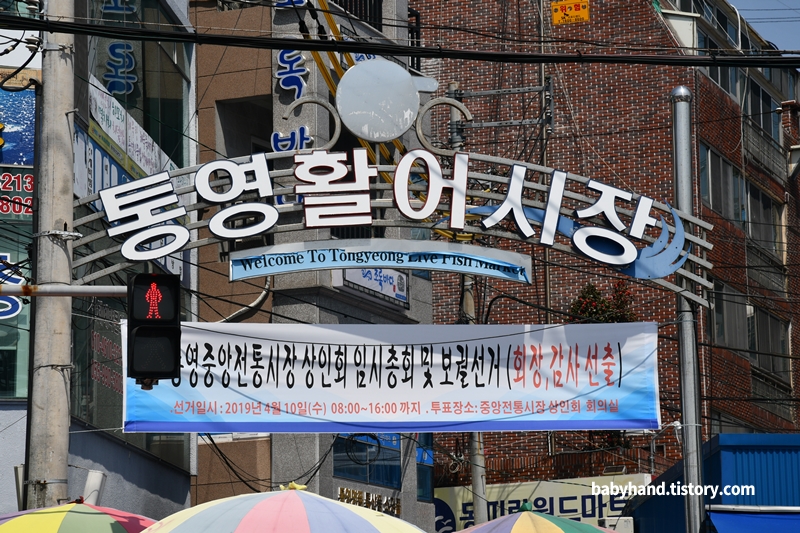 위험
통영활어시장
Welcome To Tongyeong Live Fish Market
영중앙전통시장 상인회 임시총회 및 보궐선거 (회장,감사 선출)
선거일시 : 2019년 4월 10일(수) 08:00~16:00 까지 . 투표장소: 중앙전통시장 상인회 회의실
213
802
babyhand.tistory.com